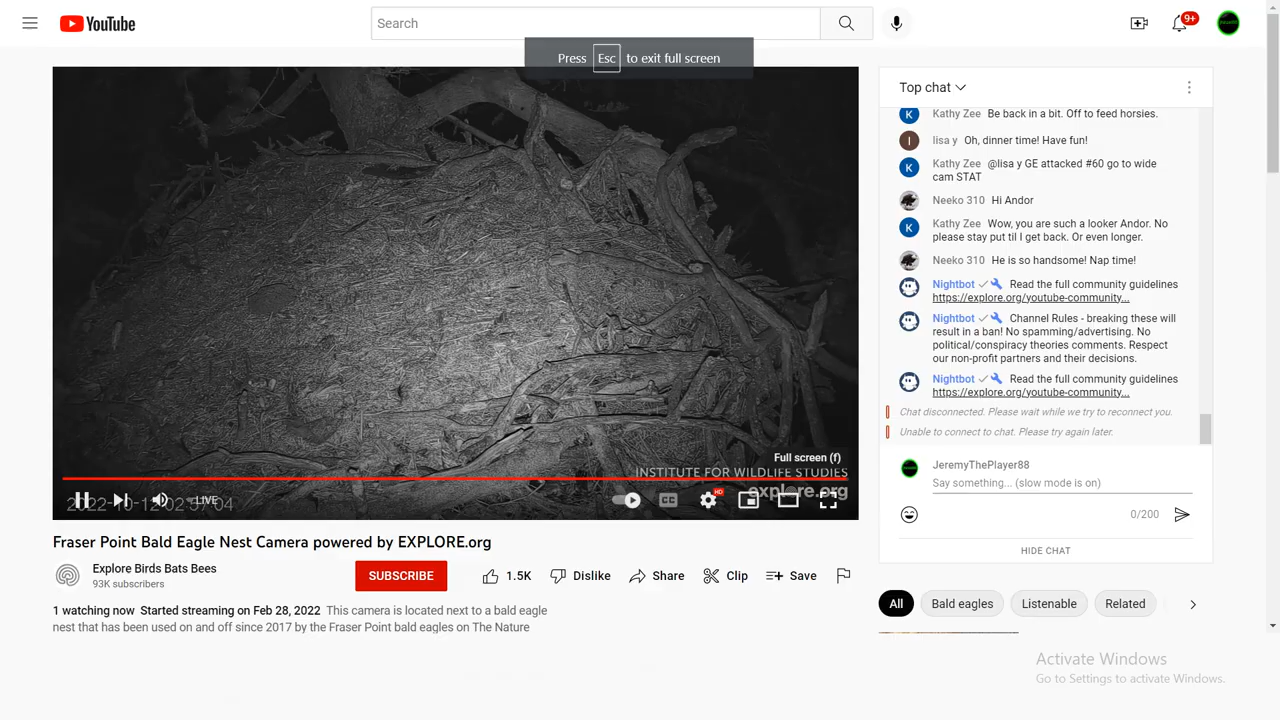 YouTube
Search
9+
Press Esc to exit full screen
Top chat
Kathy Zee Be back in a bit. Off to feed horsies.
lisa y Oh, dinner time! Have fun!
Kathy Zee @lisa y GE attacked #60 go to wide
cam STAT
Neeko 310 Hi Andor
Kathy Zee Wow, you are such a looker Andor. No
please stay put til I get back. Or even longer.
Neeko 310 He is so handsome! Nap time!
Nightbot Read the full community guidelines
https://explore.org/youtube-community...
Nightbot Channel Rules - breaking these will
result in a ban! No spamming/advertising. No
political/conspiracy theories comments. Respect
our non-profit partners and their decisions.
Nightbot Read the full community guidelines
https://explore.org/youtube-community...
Chat disconnected. Please wait while we try to reconnect you.
Unable to connect to chat. Please try again later.
JeremyThePlayer88
Say something... (slow mode is on)
0/200
HIDE CHAT
Full screen (f)
INSTITUTE FOR WILDLIFE STUDIES
explore.org
2022-10-12 02:57:04
LIVE
CC
HD
Fraser Point Bald Eagle Nest Camera powered by EXPLORE.org
Explore Birds Bats Bees
93K subscribers
SUBSCRIBE
1.5K
Dislike
Share
Clip
Save
1 watching now Started streaming on Feb 28, 2022 This camera is located next to a bald eagle
nest that has been used on and off since 2017 by the Fraser Point bald eagles on The Nature
All
Bald eagles
Listenable
Related
Activate Windows
Go to Settings to activate Windows.